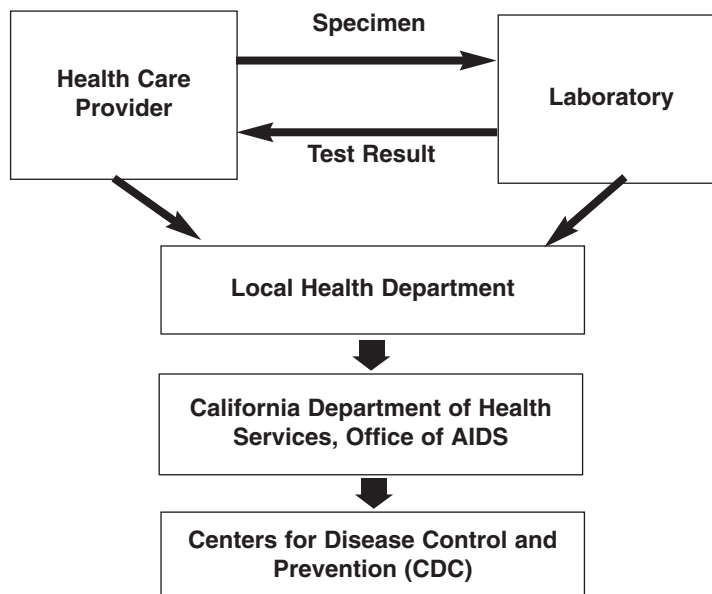 Specimen
Health Care
Provider
Laboratory
Test Result
Local Health Department
California Department of Health
Services, Office of AIDS
Centers for Disease Control and
Prevention (CDC)